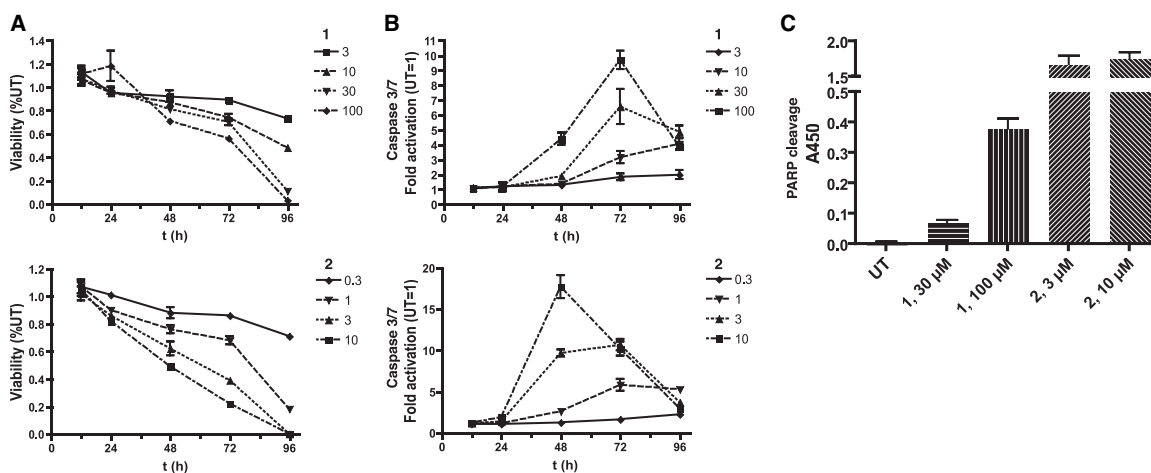 A
1
3
10
30
100
Viability (%UT)
1.4
1.2
1.0
0.8
0.6
0.4
0.2
0.0
0 24 48 72 96
t (h)
2
0.3
1
3
10
Viability (%UT)
1.2
1.0
0.8
0.6
0.4
0.2
0.0
0 24 48 72 96
t (h)
B
1
3
10
30
100
Caspase 3/7
Fold activation (UT=1)
11
10
9
8
7
6
5
4
3
2
1
0
0 24 48 72 96
t (h)
2
0.3
1
3
10
Caspase 3/7
Fold activation (UT=1)
20
15
10
5
0
0 24 48 72 96
t (h)
C
PARP cleavage
A450
2.0
1.5
0.5
0.4
0.3
0.2
0.1
0.0
UT
1, 30 µM
1, 100 µM
2, 3 µM
2, 10 µM